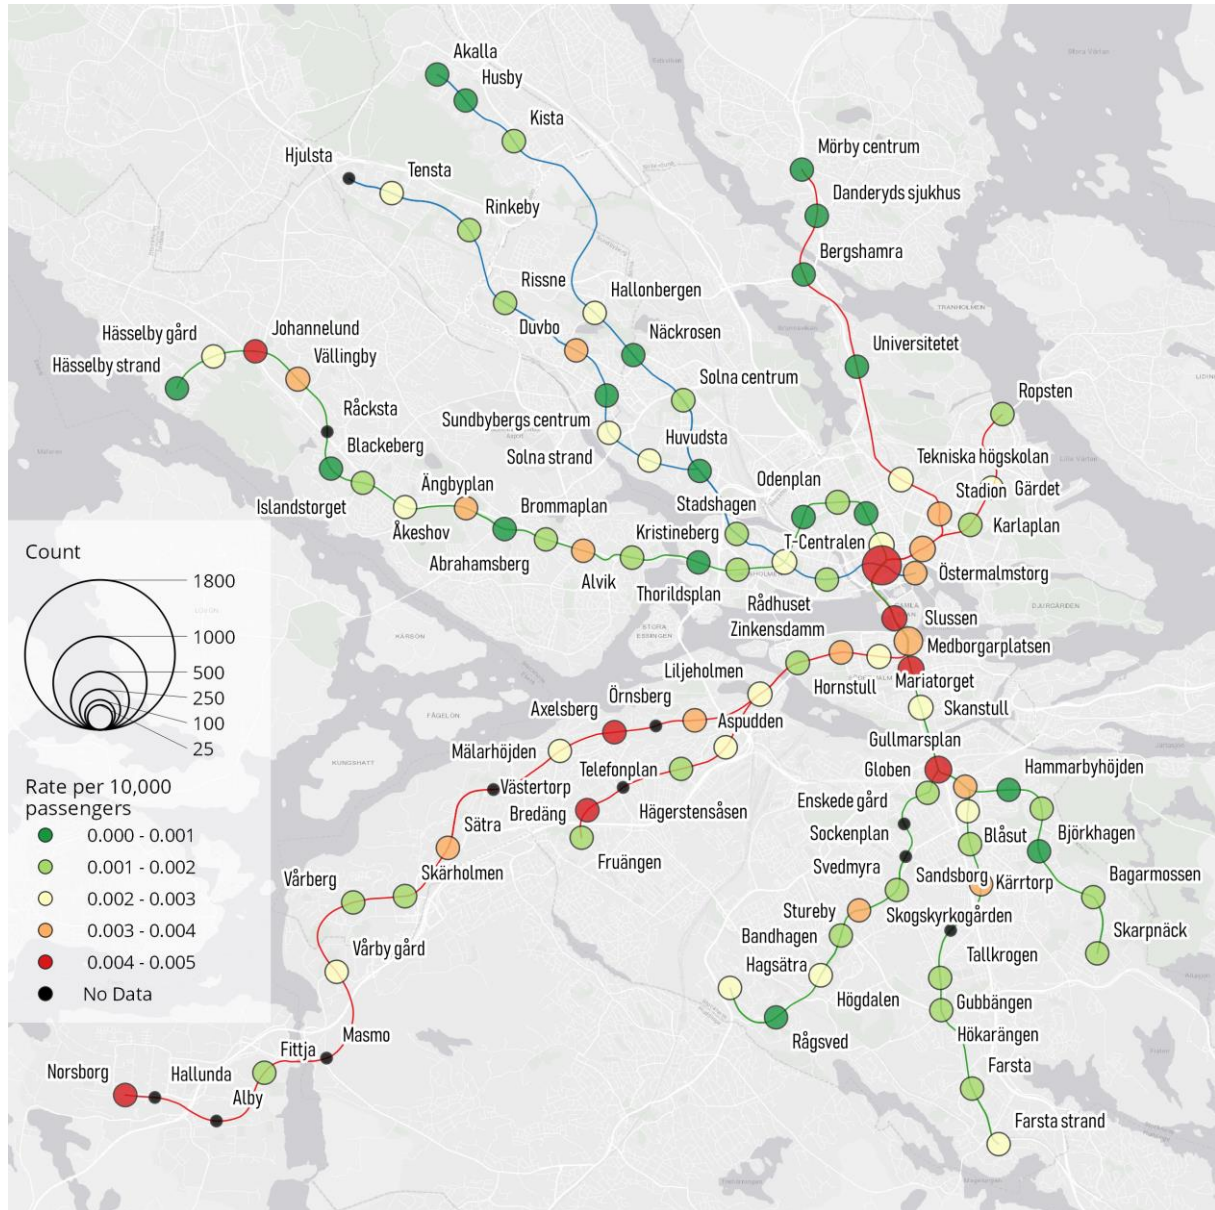 Akalla
Husby
Kista
Hjulsta
Tensta
Rinkeby
Mörby centrum
Danderyds sjukhus
Bergshamra
Rissne
Hallonbergen
TRANHOLMEN
Hässelby gård
Johannelund
Duvbo
Näckrosen
Universitetet
Hässelby strand
Vällingby
Solna centrum
Ropsten
Råcksta
Sundbybergs centrum
Blackeberg
Huvudsta
Solna strand
Tekniska högskolan
Ängbyplan
Odenplan
Stadion
Gärdet
Islandstorget
Brommaplan
Stadshagen
Åkeshov
Kristineberg
Karlaplan
T-Centralen
Abrahamsberg
Alvik
Östermalmstorg
Thorildsplan
Rådhuset
DJURGÅRDEN
Slussen
KÄRSÖN
STORA
ESSINGEN
Zinkensdamm
Medborgarplatsen
Liljeholmen
Hornstull
Mariatorget
Örnsberg
Axelsberg
Skanstull
FÅGELÖN
Aspudden
Mälarhöjden
Gullmarsplan
KUNGSHATT
Telefonplan
Globen
Hammarbyhöjden
Västertorp
Enskede gård
Bredäng
Hägerstensåsen
Sockenplan
Blåsut
Björkhagen
Sätra
Fruängen
Svedmyra
Sandsborg
Kärrtorp
Bagarmossen
Skärholmen
Vårberg
Stureby
Skogskyrkogården
Bandhagen
Skarpnäck
Vårby gård
Hagsätra
Tallkrogen
Högdalen
Gubbängen
Masmo
Rågsved
Hökarängen
Fittja
Norsborg
Hallunda
Farsta
Alby
Farsta strand
Count
1800
1000
500
250
100
25
Rate per 10,000
passengers
0.000 - 0.001
0.001 - 0.002
0.002 - 0.003
0.003 - 0.004
0.004 - 0.005
No Data